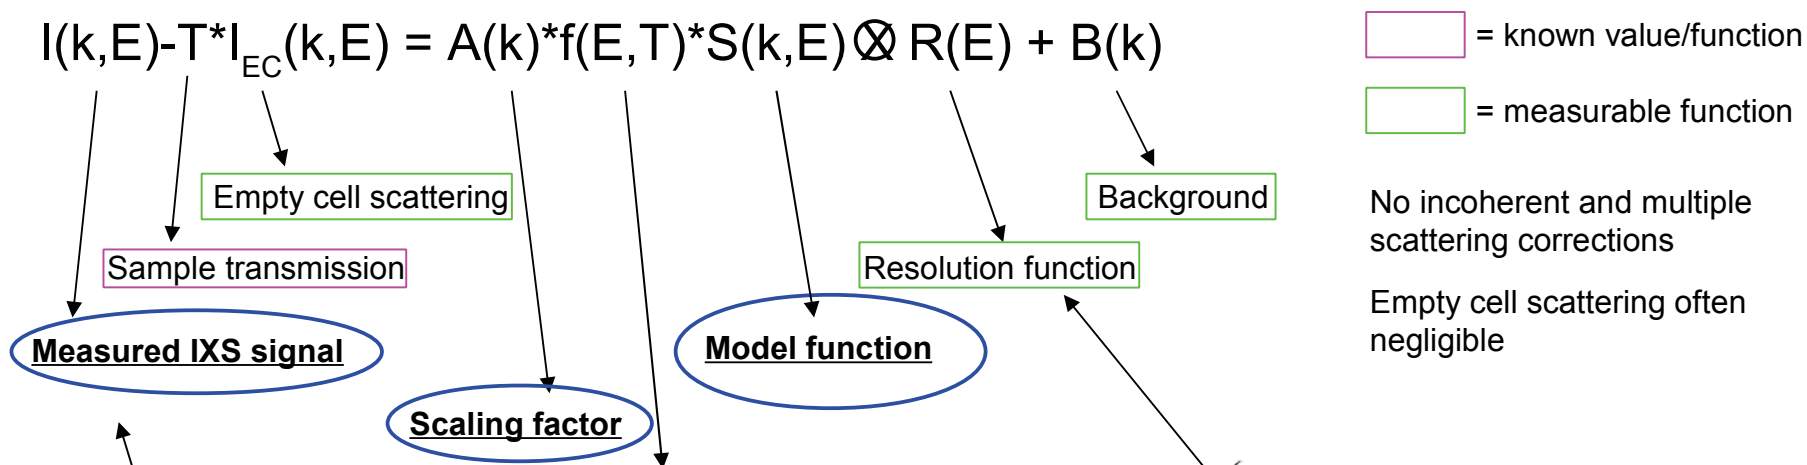 I(k,E)-T*I_EC(k,E) = A(k)*f(E,T)*S(k,E)⊗ R(E) + B(k)
= known value/function
= measurable function
Empty cell scattering
Background
No incoherent and multiple
scattering corrections
Sample transmission
Resolution function
Empty cell scattering often
negligible
Measured IXS signal
Model function
Scaling factor